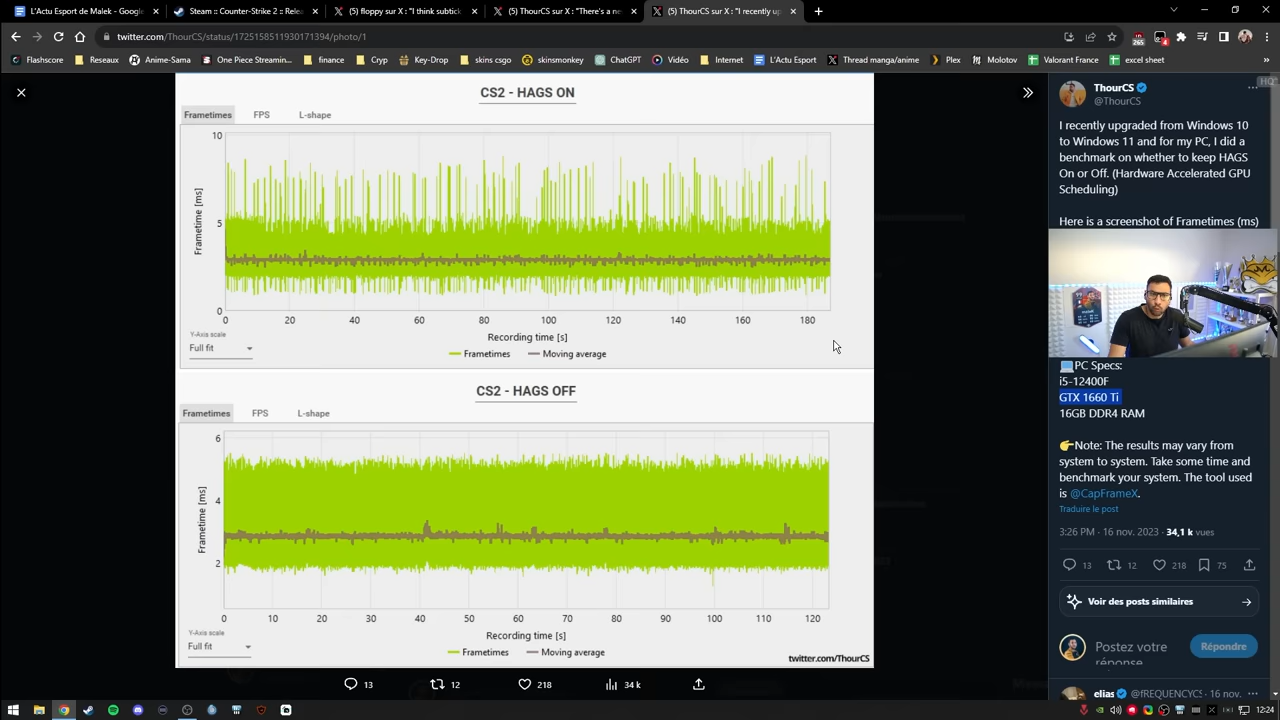 L'Actu Esport de Malek - Google
Steam :: Counter-Strike 2 :: Rele
(5) floppy sur X : "I think subtick
(5) ThourCS sur X : "There's a ne
(5) ThourCS sur X : "I recently up
twitter.com/ThourCS/status/1725158511930171394/photo/1
265
Flashscore
Reseaux
Anime-Sama
One Piece Streamin...
finance
Cryp
Key-Drop
skins csgo
skinsmonkey
ChatGPT
Vidéo
Internet
L'Actu Esport
Thread manga/anime
Plex
Molotov
Valorant France
excel sheet
HQ
CS2 - HAGS ON
Frametimes
FPS
L-shape
10
5
0
Frametime [ms]
0 20 40 60 80 100 120 140 160 180
Recording time [s]
Y-Axis scale
Full fit
Frametimes
Moving average
CS2 - HAGS OFF
Frametimes
FPS
L-shape
6
4
2
Frametime [ms]
0 10 20 30 40 50 60 70 80 90 100 110 120
Recording time [s]
Y-Axis scale
Full fit
Frametimes
Moving average
twitter.com/ThourCS
13
12
218
34 k
ThourCS
@ThourCS
I recently upgraded from Windows 10
to Windows 11 and for my PC, I did a
benchmark on whether to keep HAGS
On or Off. (Hardware Accelerated GPU
Scheduling)
Here is a screenshot of Frametimes (ms)
💻PC Specs:
i5-12400F
GTX 1660 Ti
16GB DDR4 RAM
👉Note: The results may vary from
system to system. Take some time and
benchmark your system. The tool used
is @CapFrameX.
Traduire le post
3:26 PM · 16 nov. 2023 · 34,1 k vues
13
12
218
75
Voir des posts similaires
Postez votre
réponse
Répondre
elias
@fREQUENCYCS · 16 nov.
12:24